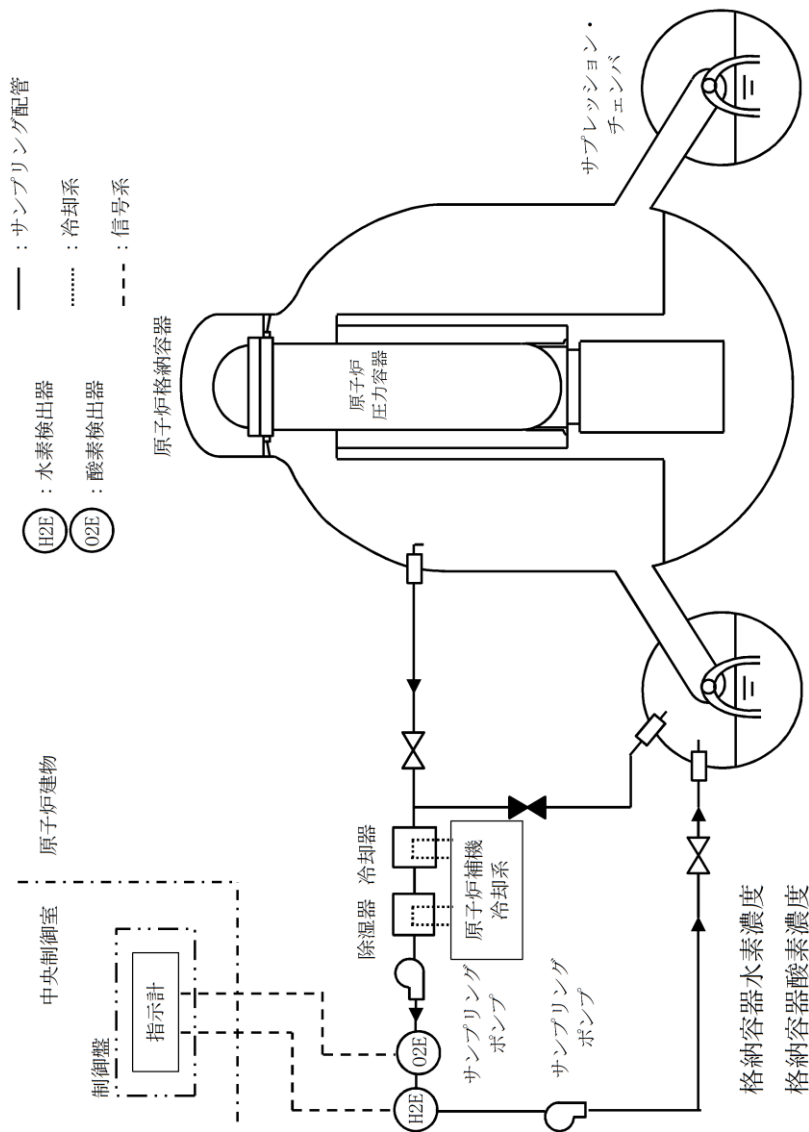 ：サンプリング配管
：冷却系
：信号系
H2E
：水素検出器
O2E
：酸素検出器
原子炉建物
中央制御室
制御盤
指示計
原子炉格納容器
原子炉
圧力容器
サプレッション・
チェンバ
除湿器
冷却器
原子炉補機
冷却系
サンプリング
ポンプ
サンプリング
ポンプ
H2E
O2E
格納容器水素濃度
格納容器酸素濃度